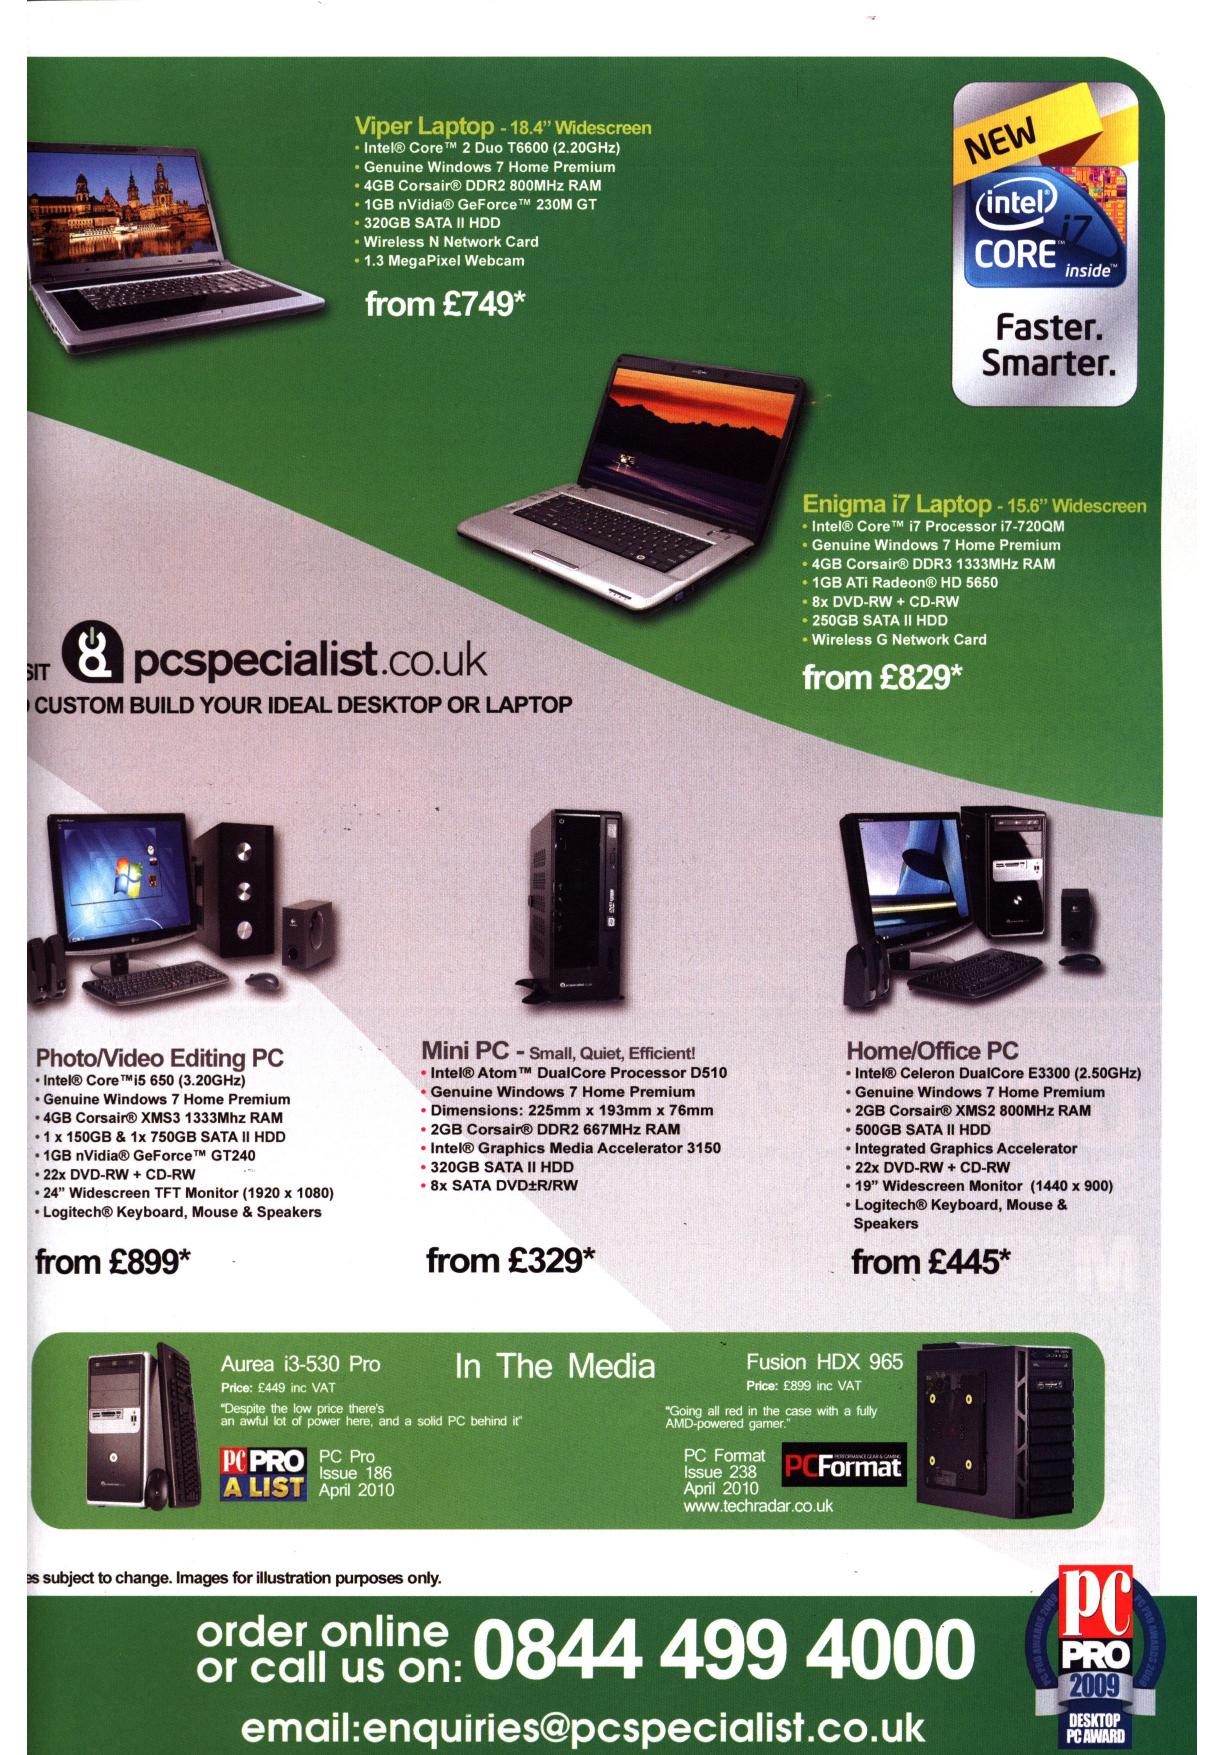 Viper Laptop - 18.4" Widescreen
• Intel® Core™ 2 Duo T6600 (2.20GHz)
• Genuine Windows 7 Home Premium
• 4GB Corsair® DDR2 800MHz RAM
• 1GB nVidia® GeForce™ 230M GT
• 320GB SATA II HDD
• Wireless N Network Card
• 1.3 MegaPixel Webcam
from £749*
NEW
intel®
CORE™ i7
inside™
Faster.
Smarter.
Enigma i7 Laptop - 15.6" Widescreen
• Intel® Core™ i7 Processor i7-720QM
• Genuine Windows 7 Home Premium
• 4GB Corsair® DDR3 1333MHz RAM
• 1GB ATi Radeon® HD 5650
• 8x DVD-RW + CD-RW
• 250GB SATA II HDD
• Wireless G Network Card
from £829*
SIT pcspecialist.co.uk
CUSTOM BUILD YOUR IDEAL DESKTOP OR LAPTOP
Photo/Video Editing PC
• Intel® Core™i5 650 (3.20GHz)
• Genuine Windows 7 Home Premium
• 4GB Corsair® XMS3 1333Mhz RAM
• 1 x 150GB & 1x 750GB SATA II HDD
• 1GB nVidia® GeForce™ GT240
• 22x DVD-RW + CD-RW
• 24" Widescreen TFT Monitor (1920 x 1080)
• Logitech® Keyboard, Mouse & Speakers
from £899*
Mini PC - Small, Quiet, Efficient!
• Intel® Atom™ DualCore Processor D510
• Genuine Windows 7 Home Premium
• Dimensions: 225mm x 193mm x 76mm
• 2GB Corsair® DDR2 667MHz RAM
• Intel® Graphics Media Accelerator 3150
• 320GB SATA II HDD
• 8x SATA DVD±R/RW
from £329*
Home/Office PC
• Intel® Celeron DualCore E3300 (2.50GHz)
• Genuine Windows 7 Home Premium
• 2GB Corsair® XMS2 800MHz RAM
• 500GB SATA II HDD
• Integrated Graphics Accelerator
• 22x DVD-RW + CD-RW
• 19" Widescreen Monitor (1440 x 900)
• Logitech® Keyboard, Mouse &
Speakers
from £445*
In The Media
Aurea i3-530 Pro
Price: £449 inc VAT
"Despite the low price there's
an awful lot of power here, and a solid PC behind it"
PC PRO
A LIST
PC Pro
Issue 186
April 2010
Fusion HDX 965
Price: £899 inc VAT
"Going all red in the case with a fully
AMD-powered gamer."
PC Format
Issue 238
April 2010
www.techradar.co.uk
PERFORMANCE GEAR & GAMING
PCFormat
es subject to change. Images for illustration purposes only.
order online
or call us on: 0844 499 4000
email:enquiries@pcspecialist.co.uk
PC PRO AWARDS 2009
PC PRO AWARDS 2009
PC
PRO
2009
DESKTOP
PC AWARD